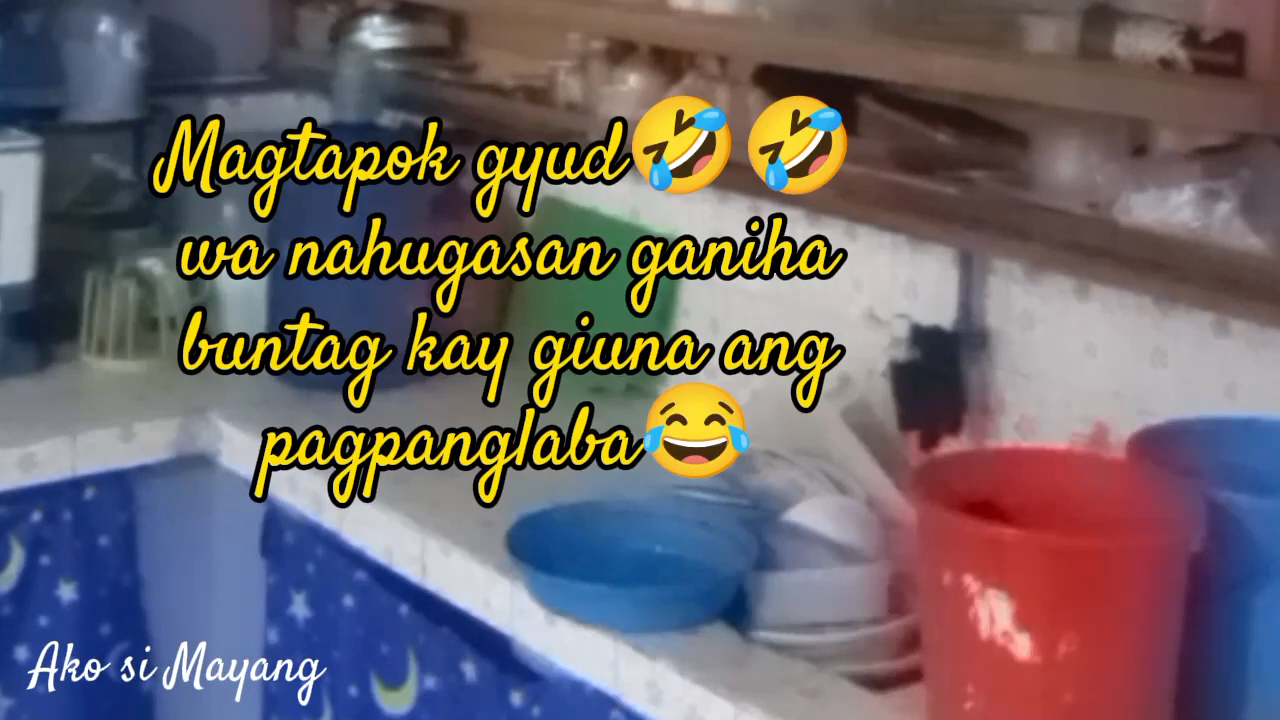 Magtapok gyud🤣🤣
wa nahugasan ganiha
buntag kay giuna ang
pagpanglaba😂
Ako si Mayang